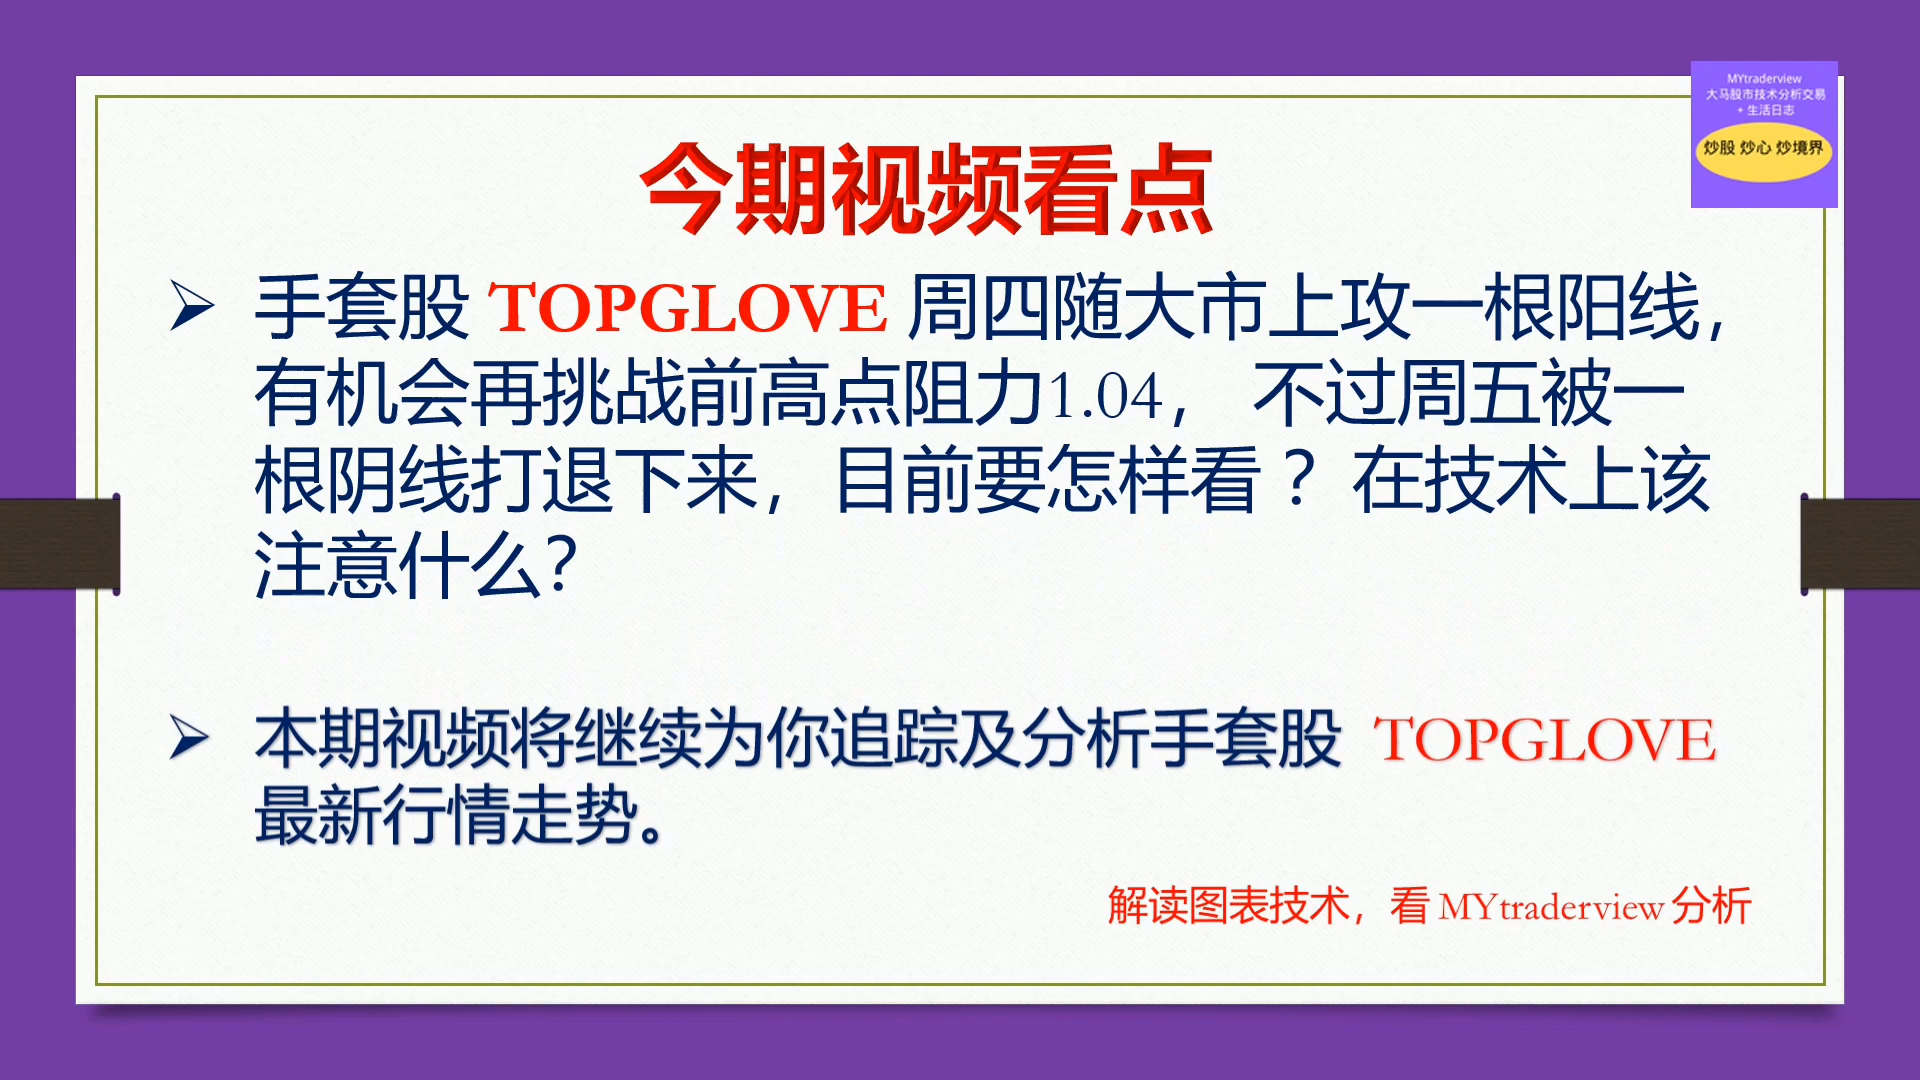 MYtraderview
大马股市技术分析交易
+ 生活日志
炒股 炒心 炒境界
今期视频看点
手套股 TOPGLOVE 周四随大市上攻一根阳线，
有机会再挑战前高点阻力1.04， 不过周五被一
根阴线打退下来，目前要怎样看 ？在技术上该
注意什么？
本期视频将继续为你追踪及分析手套股 TOPGLOVE
最新行情走势。
解读图表技术，看 MYtraderview 分析